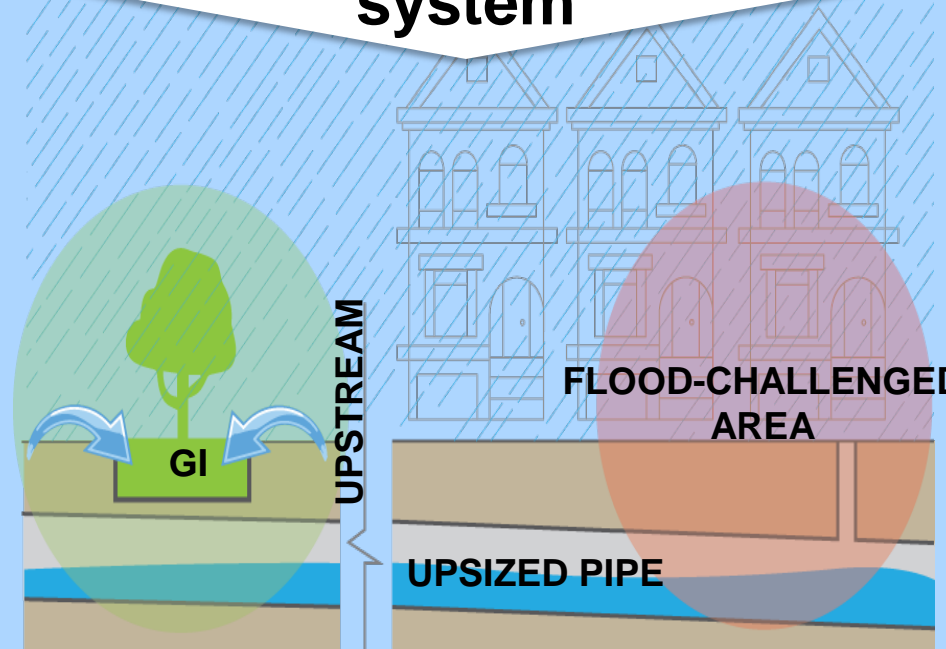 system
UPSTREAM
FLOOD-CHALLENGED
AREA
GI
UPSIZED PIPE